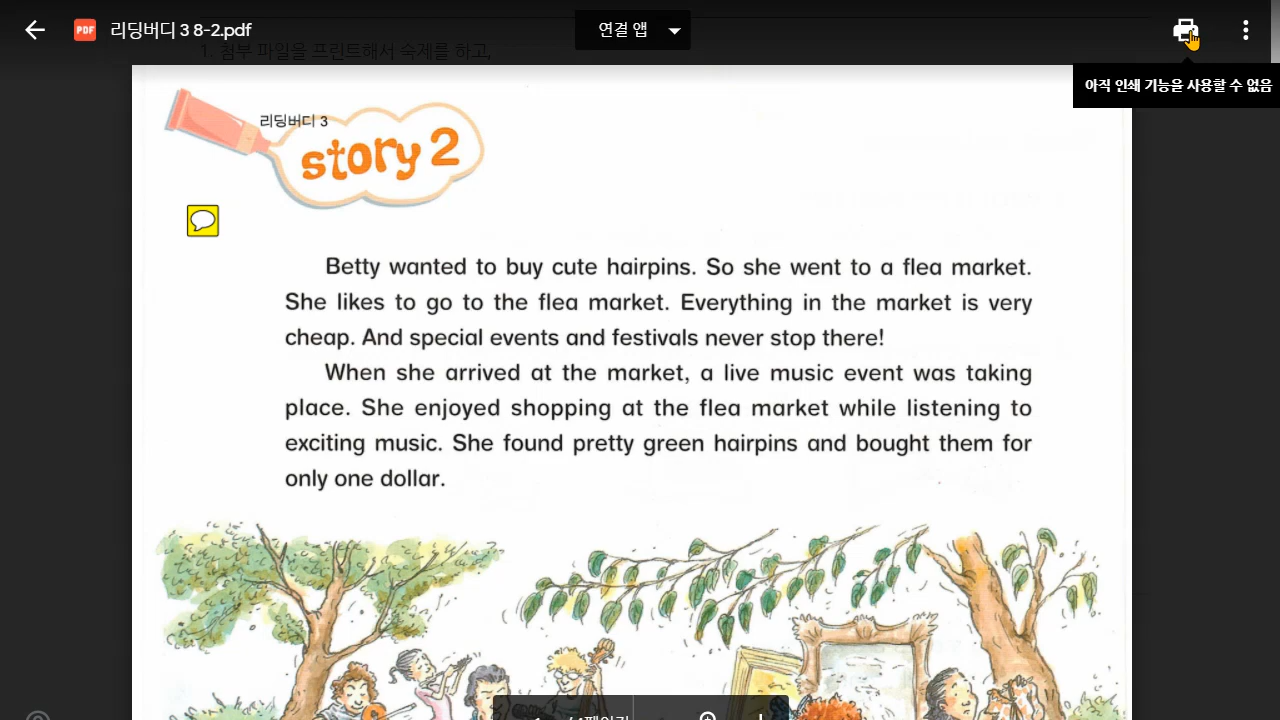 리딩버디 3 8-2.pdf
연결 앱
1. 첨부 파일을 프린트해서 숙제를 하고,
아직 인쇄 기능을 사용할 수 없음
리딩버디 3
story 2
Betty wanted to buy cute hairpins. So she went to a flea market.
She likes to go to the flea market. Everything in the market is very
cheap. And special events and festivals never stop there!
When she arrived at the market, a live music event was taking
place. She enjoyed shopping at the flea market while listening to
exciting music. She found pretty green hairpins and bought them for
only one dollar.